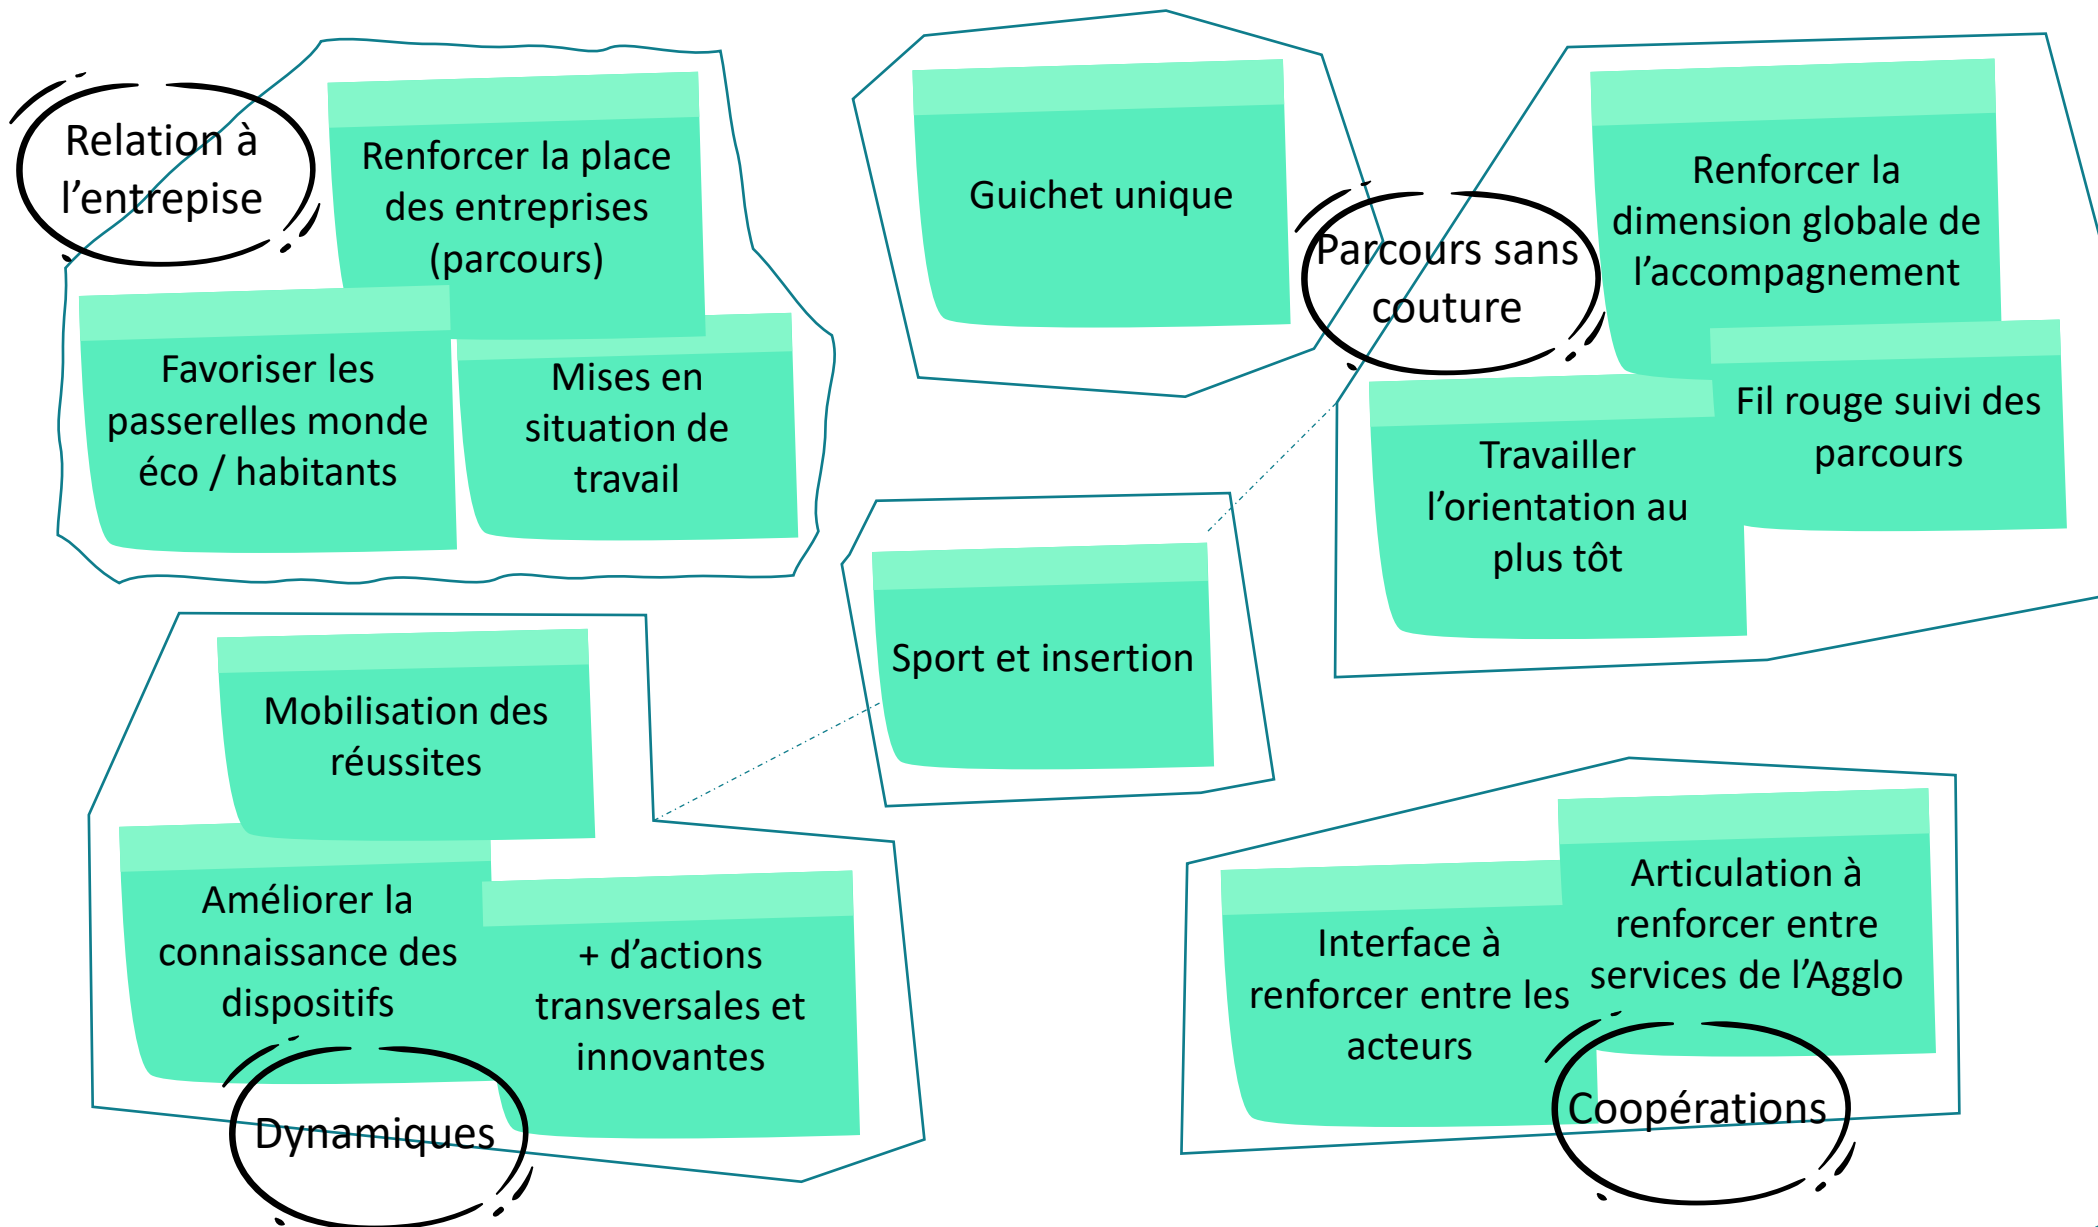 Relation à
l'entrepise
Renforcer la place
des entreprises
(parcours)
Favoriser les
passerelles monde
éco / habitants
Mises en
situation de
travail
Guichet unique
Parcours sans
couture
Renforcer la
dimension globale de
l'accompagnement
Fil rouge suivi des
parcours
Travailler
l'orientation au
plus tôt
Sport et insertion
Mobilisation des
réussites
Améliorer la
connaissance des
dispositifs
+ d'actions
transversales et
innovantes
Dynamiques
Interface à
renforcer entre les
acteurs
Articulation à
renforcer entre
services de l'Agglo
Coopérations